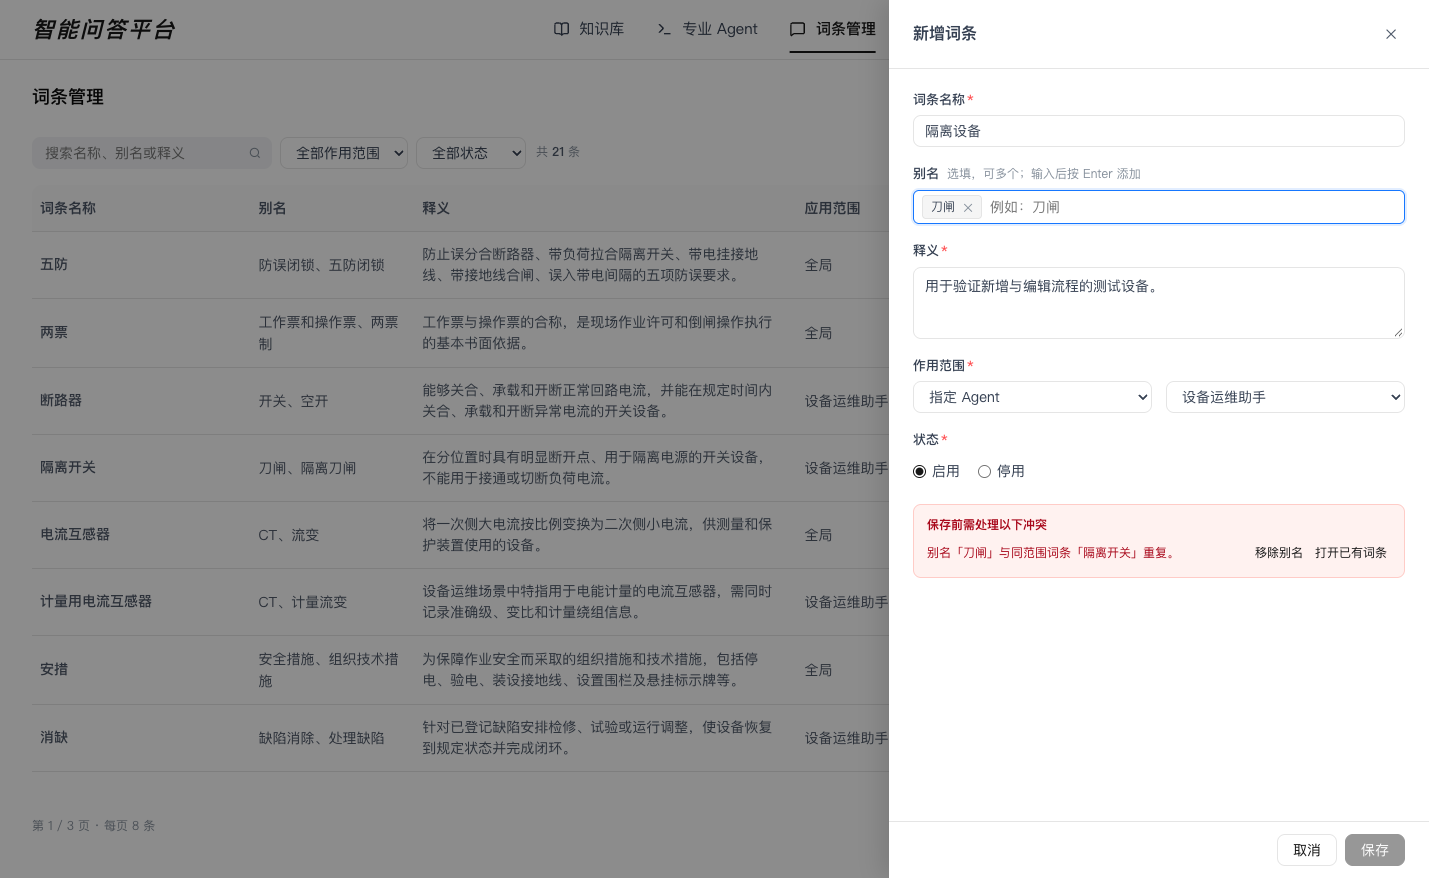 智能问答平台
知识库
专业 Agent
词条管理
词条管理
搜索名称、别名或释义
全部作用范围
全部状态
共 21 条
词条名称 别名 释义 应用范围
五防 防误闭锁、五防闭锁 防止误分合断路器、带负荷拉合隔离开关、带电挂接地 全局
线、带接地线合闸、误入带电间隔的五项防误要求。
两票 工作票和操作票、两票 工作票与操作票的合称，是现场作业许可和倒闸操作执行 全局
制 的基本书面依据。
断路器 开关、空开 能够关合、承载和开断正常回路电流，并能在规定时间内 设备运维助手
关合、承载和开断异常电流的开关设备。
隔离开关 刀闸、隔离刀闸 在分位置时具有明显断开点、用于隔离电源的开关设备， 设备运维助手
不能用于接通或切断负荷电流。
电流互感器 CT、流变 将一次侧大电流按比例变换为二次侧小电流，供测量和保 全局
护装置使用的设备。
计量用电流互感器 CT、计量流变 设备运维场景中特指用于电能计量的电流互感器，需同时 设备运维助手
记录准确级、变比和计量绕组信息。
安措 安全措施、组织技术措 为保障作业安全而采取的组织措施和技术措施，包括停 全局
施 电、验电、装设接地线、设置围栏及悬挂标示牌等。
消缺 缺陷消除、处理缺陷 针对已登记缺陷安排检修、试验或运行调整，使设备恢复 设备运维助手
到规定状态并完成闭环。
第 1 / 3 页 · 每页 8 条
新增词条
词条名称*
隔离设备
别名 选填，可多个；输入后按 Enter 添加
刀闸 例如：刀闸
释义*
用于验证新增与编辑流程的测试设备。
作用范围*
指定 Agent 设备运维助手
状态*
启用 停用
保存前需处理以下冲突
别名「刀闸」与同范围词条「隔离开关」重复。 移除别名 打开已有词条
取消 保存